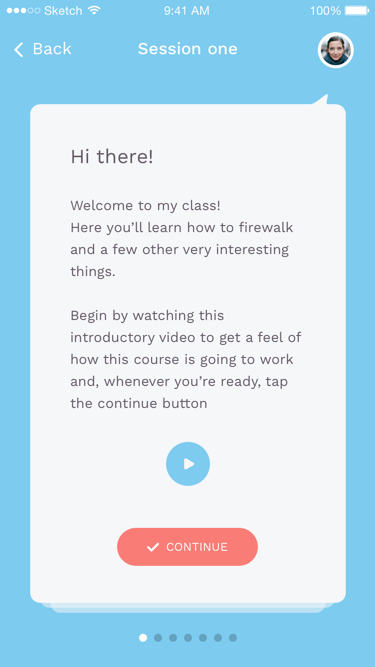 Sketch 9:41 AM 100%
Back Session one
Hi there!
Welcome to my class!
Here you’ll learn how to firewalk
and a few other very interesting
things.
Begin by watching this
introductory video to get a feel of
how this course is going to work
and, whenever you’re ready, tap
the continue button
CONTINUE